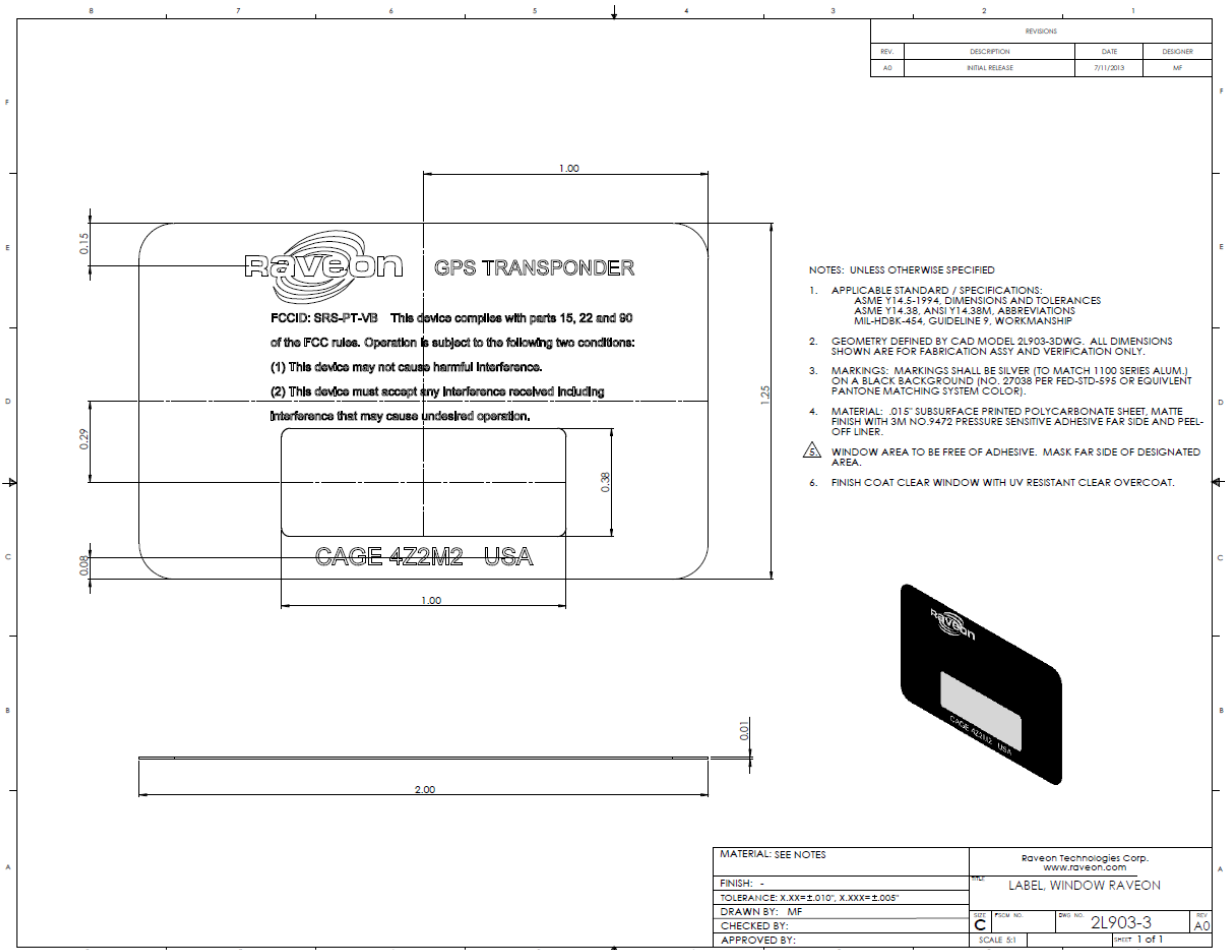 8 7 6 5 4 3 2 1
REVISIONS
REV. DESCRIPTION DATE DESIGNER
A0 INITIAL RELEASE 7/11/2013 MF
F F
1.00
E E
0.15
Raveon GPS TRANSPONDER
FCCID: SRS-PT-VB This device complies with parts 15, 22 and 90
of the FCC rules. Operation is subject to the following two conditions:
(1) This device may not cause harmful interference.
(2) This device must accept any interference received including
interference that may cause undesired operation.
1.25
D D
0.29
0.38
C C
0.08
CAGE 4Z2M2 USA
1.00
NOTES: UNLESS OTHERWISE SPECIFIED
1. APPLICABLE STANDARD / SPECIFICATIONS:
ASME Y14.5-1994, DIMENSIONS AND TOLERANCES
ASME Y14.38, ANSI Y14.38M, ABBREVIATIONS
MIL-HDBK-454, GUIDELINE 9, WORKMANSHIP
2. GEOMETRY DEFINED BY CAD MODEL 2L903-3DWG. ALL DIMENSIONS
SHOWN ARE FOR FABRICATION ASSY AND VERIFICATION ONLY.
3. MARKINGS: MARKINGS SHALL BE SILVER (TO MATCH 1100 SERIES ALUM.)
ON A BLACK BACKGROUND (NO. 27038 PER FED-STD-595 OR EQUIVLENT
PANTONE MATCHING SYSTEM COLOR).
4. MATERIAL: .015" SUBSURFACE PRINTED POLYCARBONATE SHEET, MATTE
FINISH WITH 3M NO.9472 PRESSURE SENSITIVE ADHESIVE FAR SIDE AND PEEL-
OFF LINER.
5. WINDOW AREA TO BE FREE OF ADHESIVE. MASK FAR SIDE OF DESIGNATED
AREA.
6. FINISH COAT CLEAR WINDOW WITH UV RESISTANT CLEAR OVERCOAT.
Raveon
CAGE 4Z2M2 USA
B B
0.01
2.00
A A
MATERIAL: SEE NOTES
FINISH: -
TOLERANCE: X.XX=±.010", X.XXX=±.005"
DRAWN BY: MF
CHECKED BY:
APPROVED BY:
Raveon Technologies Corp.
www.raveon.com
TITLE
LABEL, WINDOW RAVEON
SIZE FSCM NO. DWG NO. REV
C 2L903-3 A0
SCALE 5:1 SHEET 1 of 1